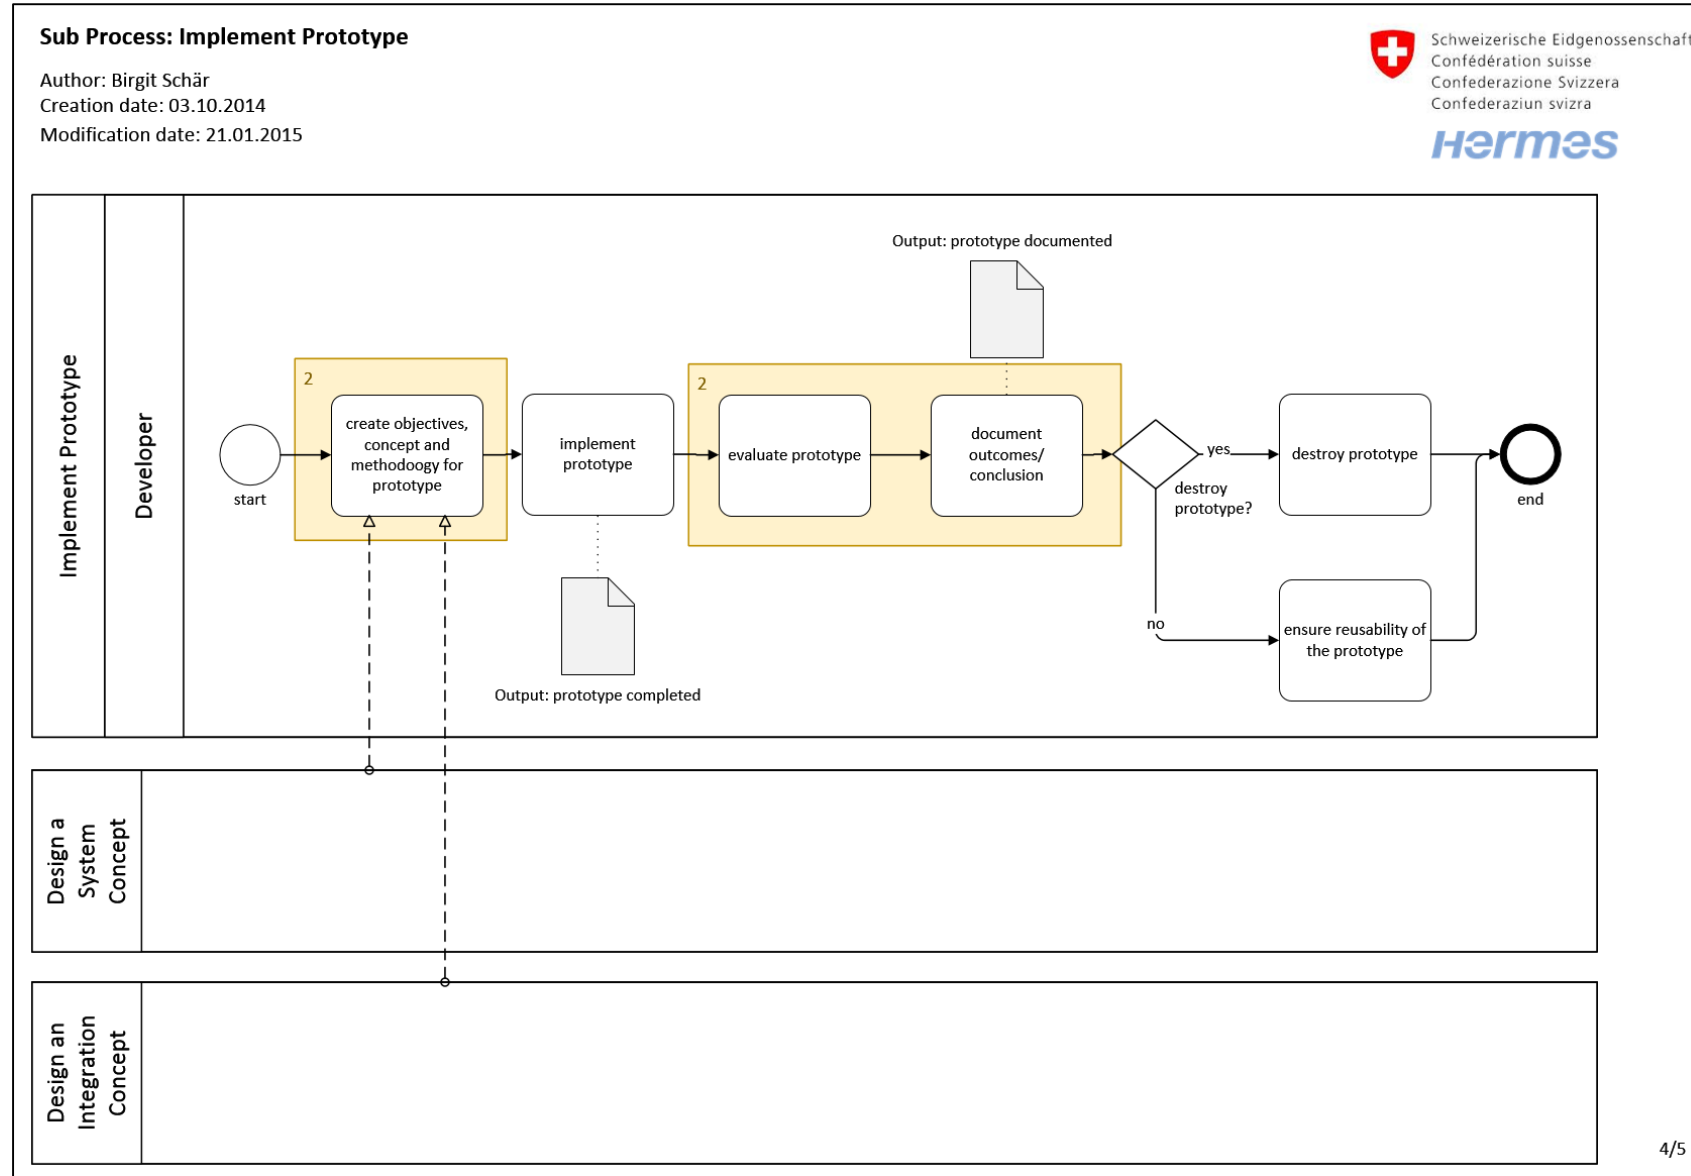 Sub Process: Implement Prototype
Author: Birgit Schär
Creation date: 03.10.2014
Modification date: 21.01.2015
Schweizerische Eidgenossenschaft
Confédération suisse
Confederazione Svizzera
Confederaziun svizra
Hermes
Implement Prototype
Developer
start
2
create objectives,
concept and
methodoogy for
prototype
implement
prototype
Output: prototype completed
2
evaluate prototype
Output: prototype documented
document
outcomes/
conclusion
destroy
prototype?
yes
no
destroy prototype
ensure reusability of
the prototype
end
Design a
System
Concept
Design an
Integration
Concept
4/5